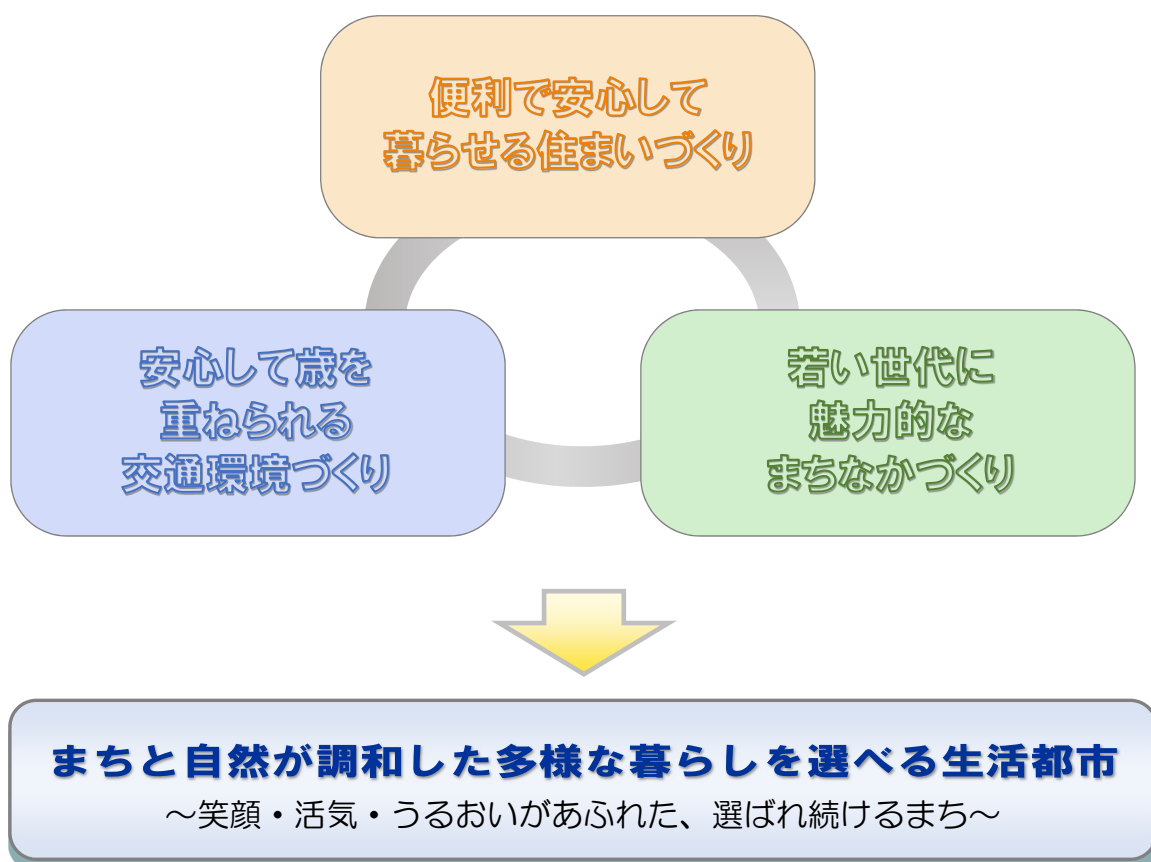 便利で安心して
暮らせる住まいづくり
安心して歳を
重ねられる
交通環境づくり
若い世代に
魅力的な
まちなかづくり
まちと自然が調和した多様な暮らしを選べる生活都市
～笑顔・活気・うるおいがあふれた、選ばれ続けるまち～